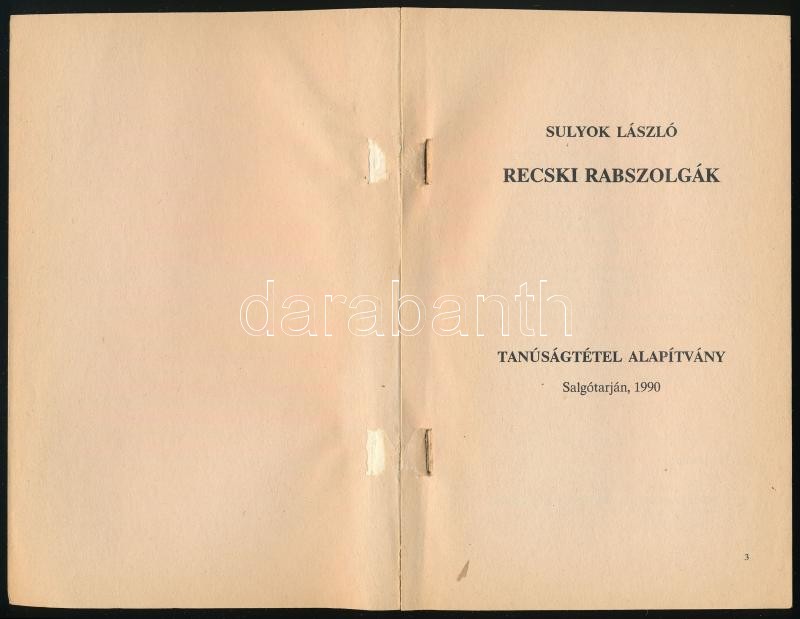 SULYOK LÁSZLÓ
RECSKI RABSZOLGÁK
darabanth
TANÚSÁGTÉTEL ALAPÍTVÁNY
Salgótarján, 1990
3